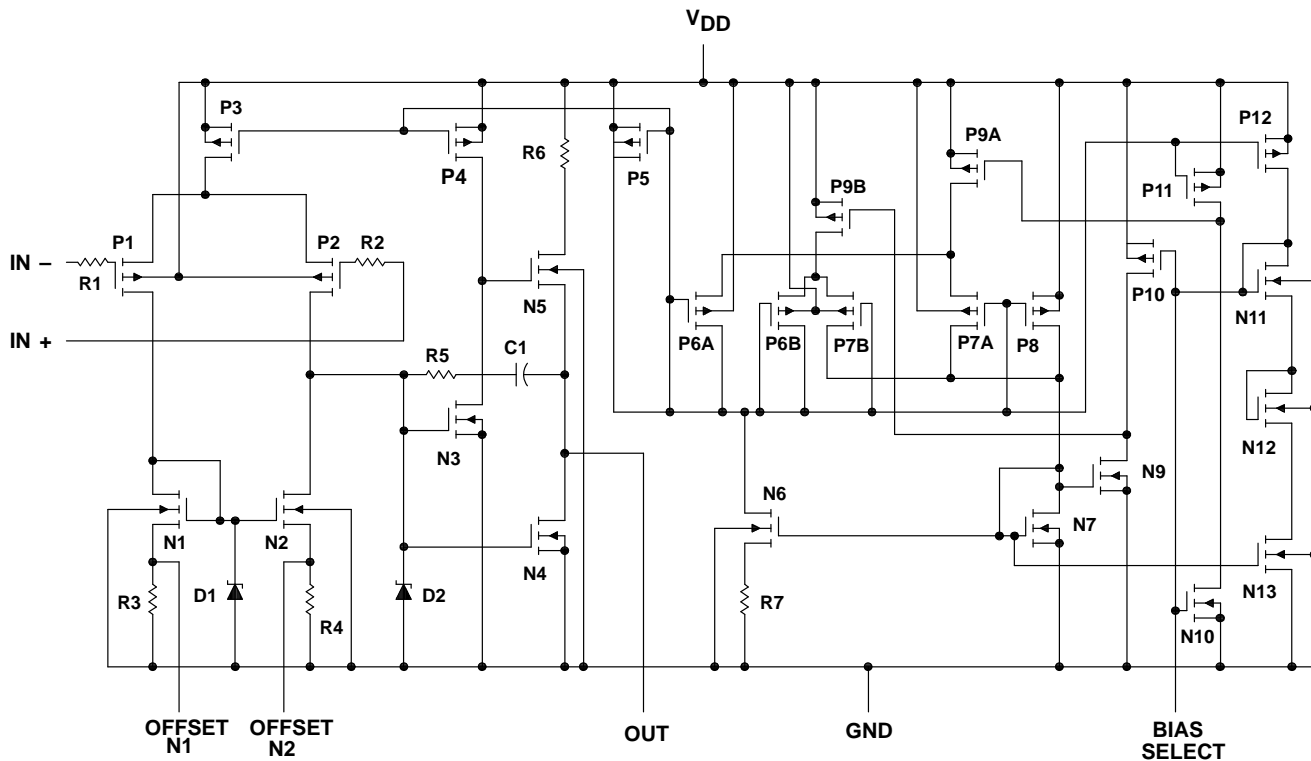 VDD
P3
P4
R6
P5
P9B
P9A
P12
P11
IN –
R1
P1
P2
R2
N5
P10
N11
IN +
P6A
P6B
P7B
P7A
P8
R5
C1
N3
N12
N9
N1
N2
N6
N7
N4
R3
D1
R4
D2
R7
N13
N10
OFFSET
N1
OFFSET
N2
OUT
GND
BIAS
SELECT